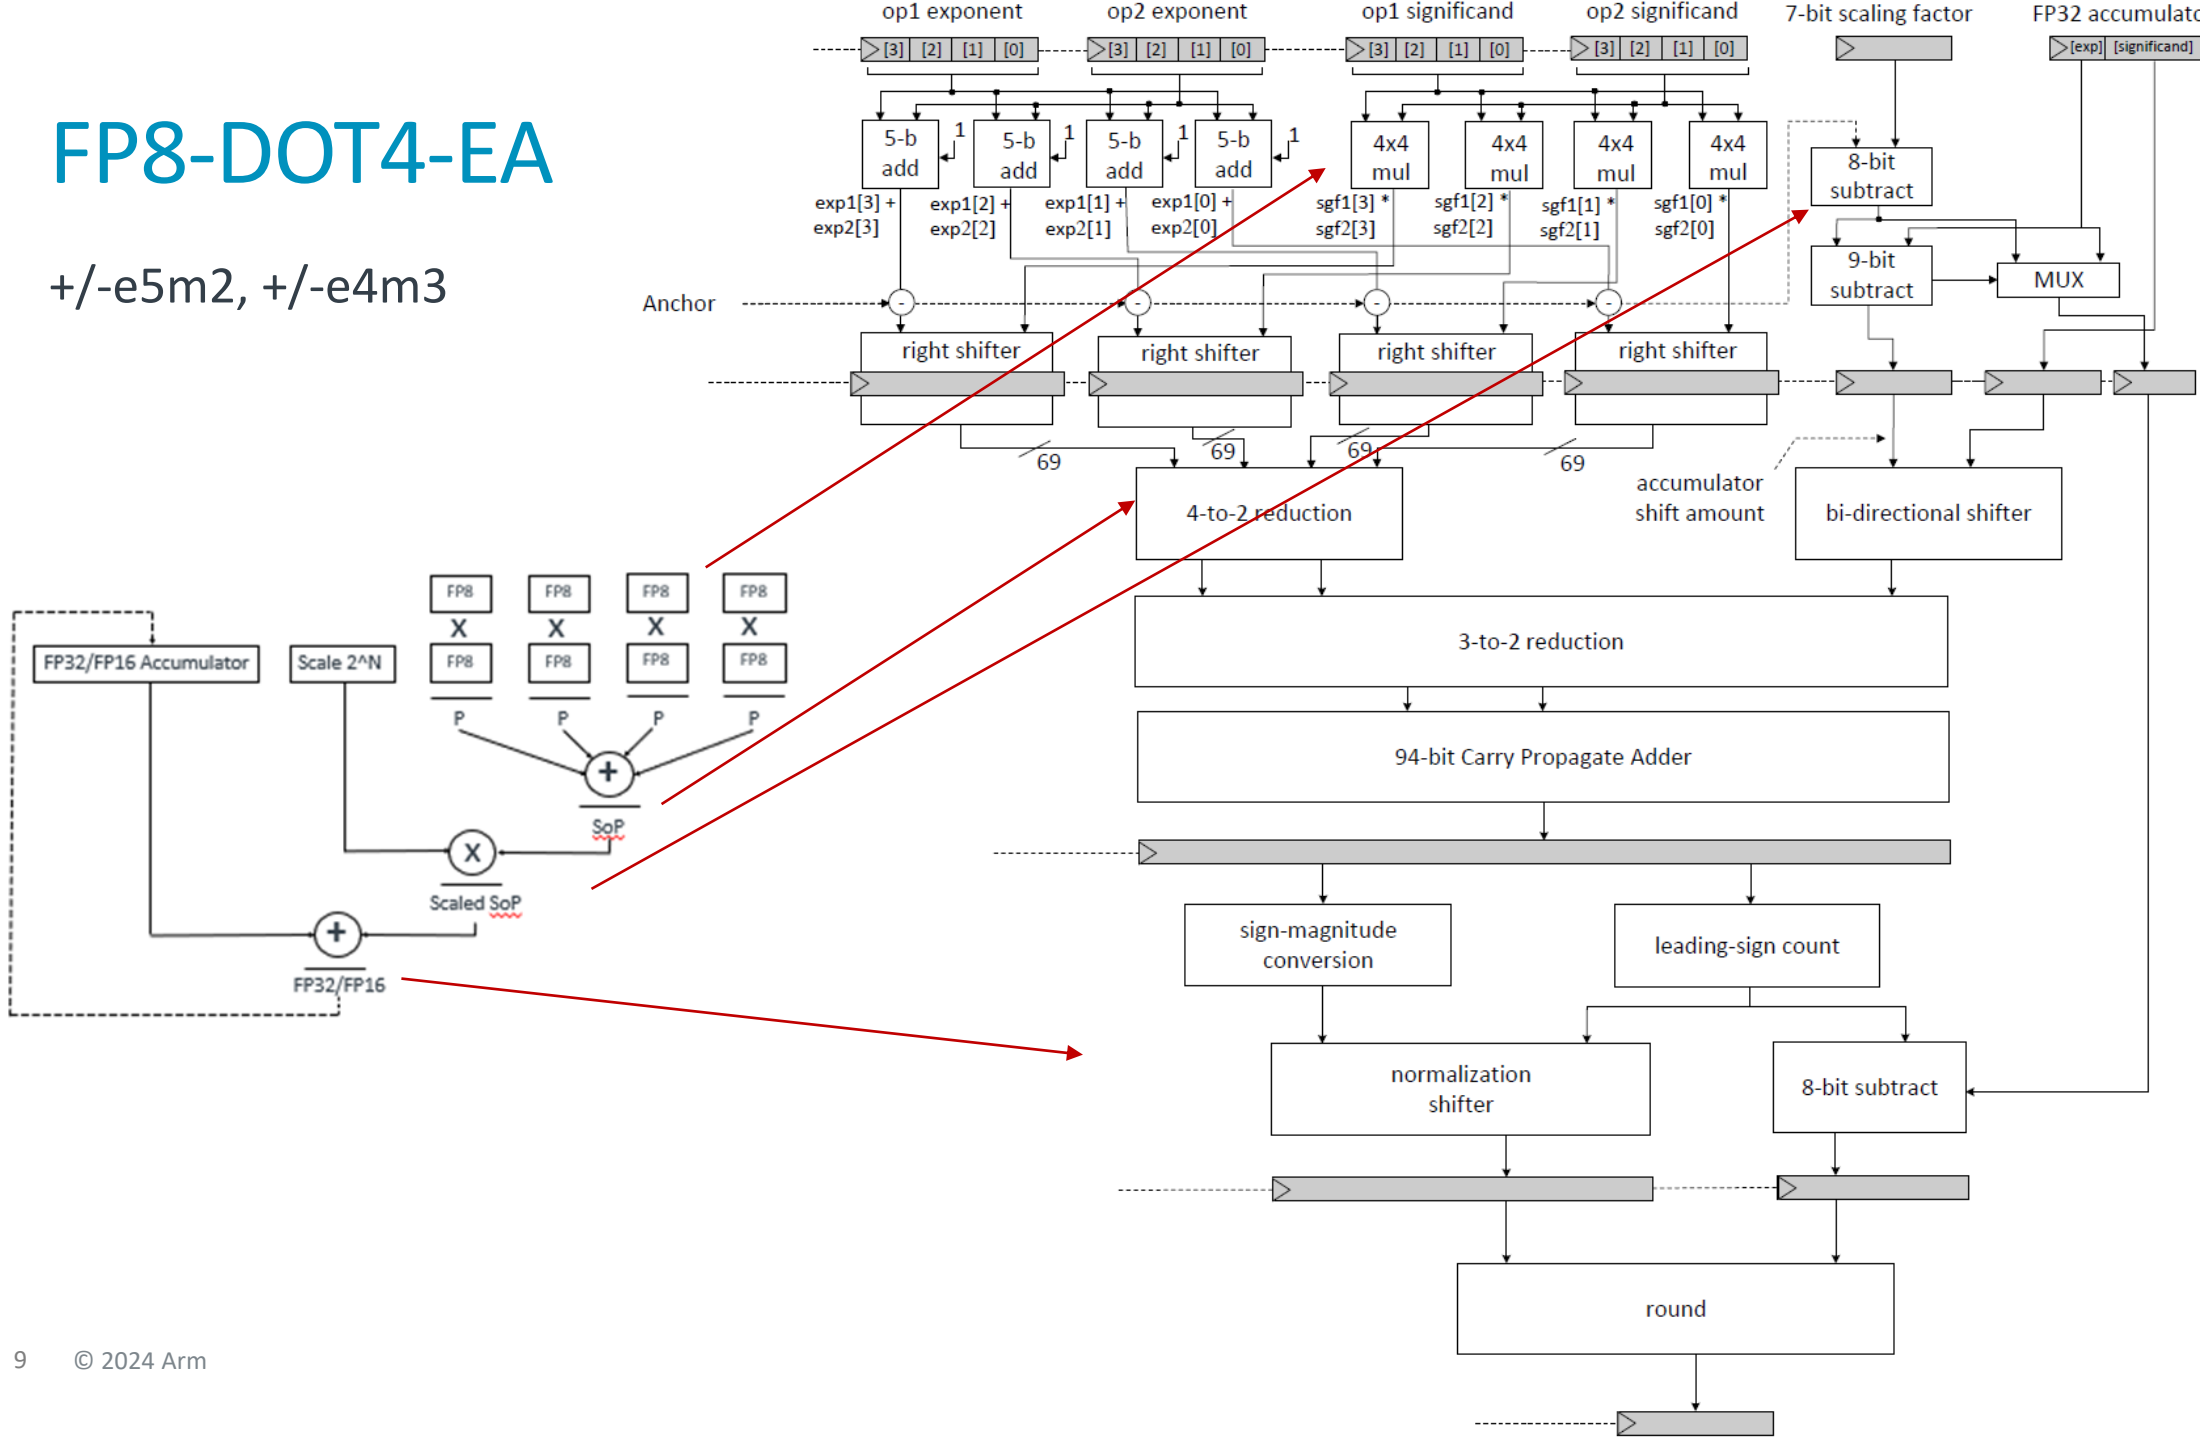 FP8-DOT4-EA
+/-e5m2, +/-e4m3
op1 exponent
op2 exponent
op1 significand
op2 significand
7-bit scaling factor
FP32 accumulato
[3] [2] [1] [0]
[3] [2] [1] [0]
[3] [2] [1] [0]
[3] [2] [1] [0]
[exp] [significand]
5-b
add
1
5-b
add
1
5-b
add
1
5-b
add
1
4x4
mul
4x4
mul
4x4
mul
4x4
mul
8-bit
subtract
exp1[3] +
exp2[3]
exp1[2] +
exp2[2]
exp1[1] +
exp2[1]
exp1[0] +
exp2[0]
sgf1[3] *
sgf2[3]
sgf1[2] *
sgf2[2]
sgf1[1] *
sgf2[1]
sgf1[0] *
sgf2[0]
9-bit
subtract
MUX
Anchor
-
-
-
-
right shifter
right shifter
right shifter
right shifter
69
69
69
69
4-to-2 reduction
accumulator
shift amount
bi-directional shifter
3-to-2 reduction
94-bit Carry Propagate Adder
sign-magnitude
conversion
leading-sign count
normalization
shifter
8-bit subtract
round
FP8
FP8
FP8
FP8
X
X
X
X
FP32/FP16 Accumulator
Scale 2^N
FP8
FP8
FP8
FP8
P
P
P
P
+
SoP
X
Scaled SoP
+
FP32/FP16
9
© 2024 Arm